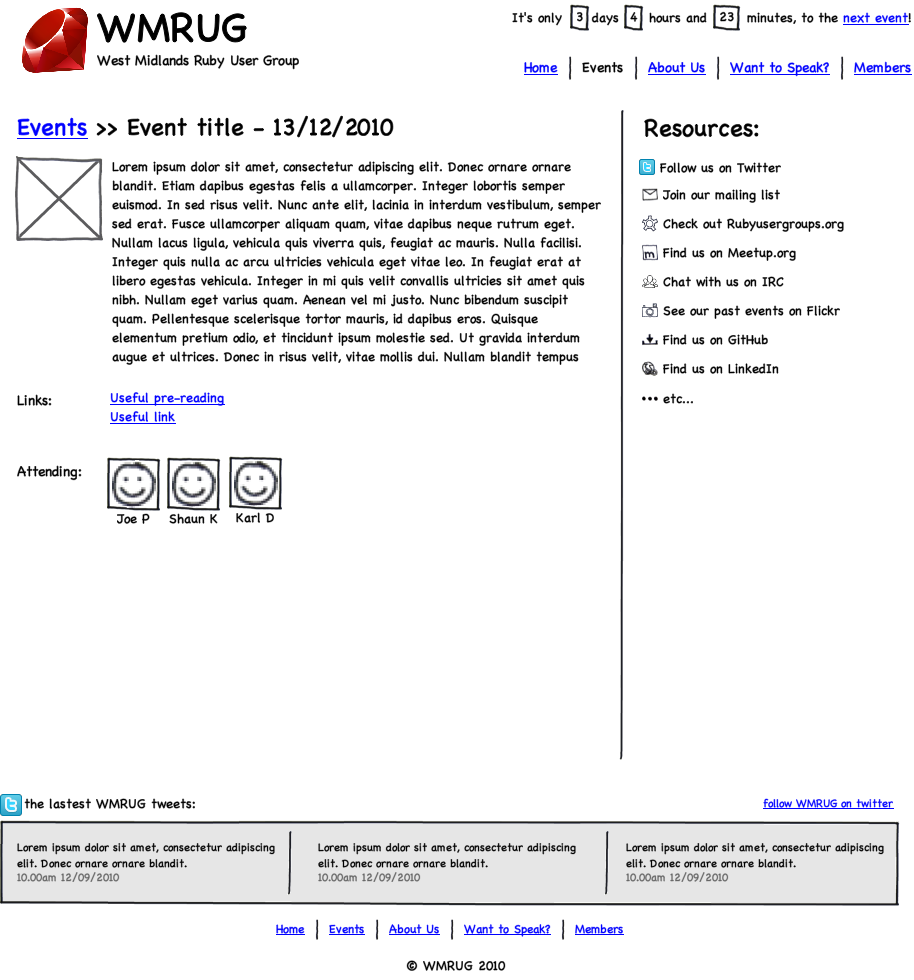 WMRUG
West Midlands Ruby User Group
It's only 3 days 4 hours and 23 minutes, to the next event!
Home Events About Us Want to Speak? Members
Events >> Event title - 13/12/2010
Lorem ipsum dolor sit amet, consectetur adipiscing elit. Donec ornare ornare
blandit. Etiam dapibus egestas felis a ullamcorper. Integer lobortis semper
euismod. In sed risus velit. Nunc ante elit, lacinia in interdum vestibulum, semper
sed erat. Fusce ullamcorper aliquam quam, vitae dapibus neque rutrum eget.
Nullam lacus ligula, vehicula quis viverra quis, feugiat ac mauris. Nulla facilisi.
Integer quis nulla ac arcu ultricies vehicula eget vitae leo. In feugiat erat at
libero egestas vehicula. Integer in mi quis velit convallis ultricies sit amet quis
nibh. Nullam eget varius quam. Aenean vel mi justo. Nunc bibendum suscipit
quam. Pellentesque scelerisque tortor mauris, id dapibus eros. Quisque
elementum pretium odio, et tincidunt ipsum molestie sed. Ut gravida interdum
augue et ultrices. Donec in risus velit, vitae mollis dui. Nullam blandit tempus
Links:
Useful pre-reading
Useful link
Attending:
Joe P Shaun K Karl D
Resources:
Follow us on Twitter
Join our mailing list
Check out Rubyusergroups.org
Find us on Meetup.org
Chat with us on IRC
See our past events on Flickr
Find us on GitHub
Find us on LinkedIn
etc...
the lastest WMRUG tweets:
follow WMRUG on twitter
Lorem ipsum dolor sit amet, consectetur adipiscing
elit. Donec ornare ornare blandit.
10.00am 12/09/2010
Lorem ipsum dolor sit amet, consectetur adipiscing
elit. Donec ornare ornare blandit.
10.00am 12/09/2010
Lorem ipsum dolor sit amet, consectetur adipiscing
elit. Donec ornare ornare blandit.
10.00am 12/09/2010
Home Events About Us Want to Speak? Members
© WMRUG 2010